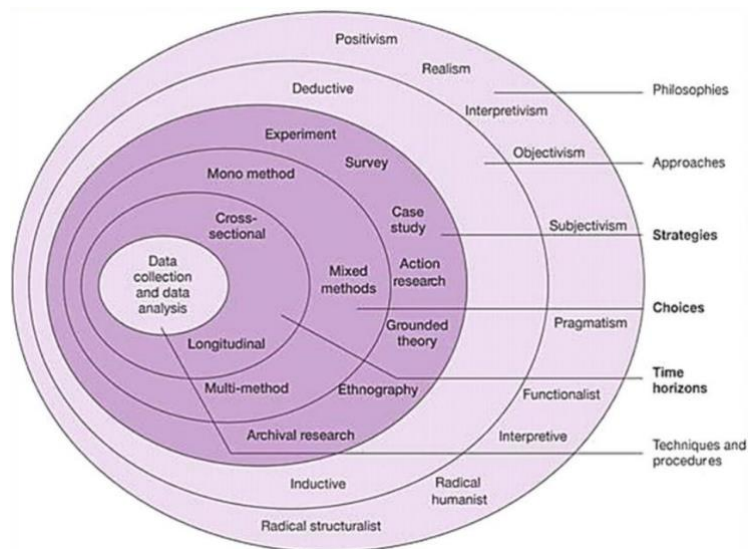 Positivism
Realism
Philosophies
Deductive
Interpretivism
Experiment
Objectivism
Survey
Approaches
Mono method
Case
study
Subjectivism
Strategies
Cross-
sectional
Data
collection
and data
analysis
Mixed
methods
Action
research
Choices
Grounded
theory
Pragmatism
Longitudinal
Time
horizons
Multi-method
Ethnography
Functionalist
Archival research
Interpretive
Techniques and
procedures
Inductive
Radical
humanist
Radical structuralist